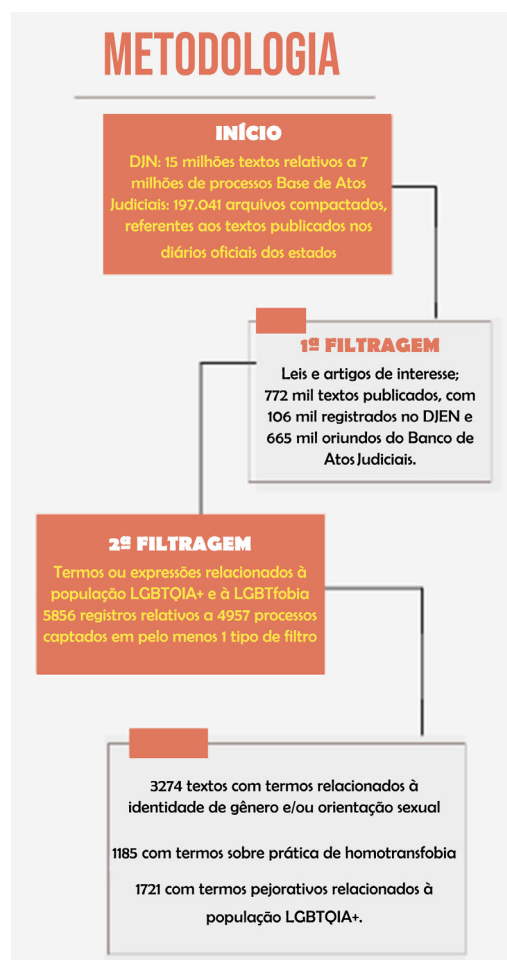 METODOLOGIA
INÍCIO
DJN: 15 milhões textos relativos a 7
milhões de processos Base de Atos
Judiciais: 197.041 arquivos compactados,
referentes aos textos publicados nos
diários oficiais dos estados
1ª FILTRAGEM
Leis e artigos de interesse;
772 mil textos publicados, com
106 mil registrados no DJEN e
665 mil oriundos do Banco de
Atos Judiciais.
2ª FILTRAGEM
Termos ou expressões relacionados à
população LGBTQIA+ e à LGBTfobia
5856 registros relativos a 4957 processos
captados em pelo menos 1 tipo de filtro
3274 textos com termos relacionados à
identidade de gênero e/ou orientação sexual
1185 com termos sobre prática de homotransfobia
1721 com termos pejorativos relacionados à
população LGBTQIA+.